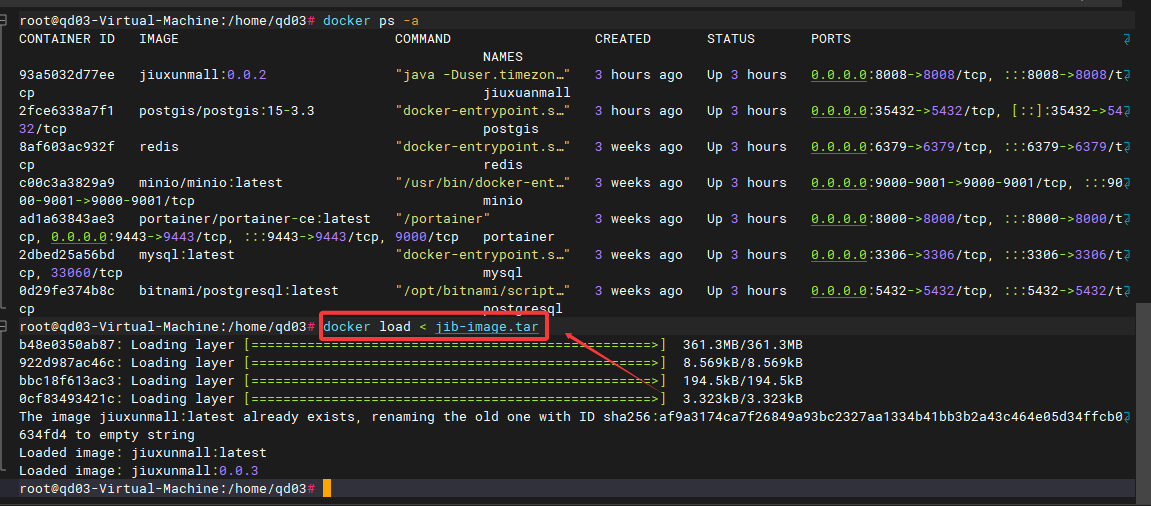 root@qd03-Virtual-Machine:/home/qd03# docker ps -a
CONTAINER ID IMAGE COMMAND CREATED STATUS PORTS
NAMES
93a5032d77ee jiuxunmall:0.0.2 "java -Duser.timezon…" 3 hours ago Up 3 hours 0.0.0.0:8008->8008/tcp, :::8008->8008/t
cp jiuxuanmall
2fce6338a7f1 postgis/postgis:15-3.3 "docker-entrypoint.s…" 3 hours ago Up 3 hours 0.0.0.0:35432->5432/tcp, [::]:35432->54
32/tcp postgis
8af603ac932f redis "docker-entrypoint.s…" 3 weeks ago Up 3 hours 0.0.0.0:6379->6379/tcp, :::6379->6379/t
cp redis
c00c3a3829a9 minio/minio:latest "/usr/bin/docker-ent…" 3 weeks ago Up 3 hours 0.0.0.0:9000-9001->9000-9001/tcp, :::90
00-9001->9000-9001/tcp minio
ad1a63843ae3 portainer/portainer-ce:latest "/portainer" 3 weeks ago Up 3 hours 0.0.0.0:8000->8000/tcp, :::8000->8000/t
cp, 0.0.0.0:9443->9443/tcp, :::9443->9443/tcp, 9000/tcp portainer
2dbed25a56bd mysql:latest "docker-entrypoint.s…" 3 weeks ago Up 3 hours 0.0.0.0:3306->3306/tcp, :::3306->3306/t
cp, 33060/tcp mysql
0d29fe374b8c bitnami/postgresql:latest "/opt/bitnami/script…" 3 weeks ago Up 3 hours 0.0.0.0:5432->5432/tcp, :::5432->5432/t
cp postgresql
root@qd03-Virtual-Machine:/home/qd03# docker load < jib-image.tar
b48e0350ab87: Loading layer [==================================================>] 361.3MB/361.3MB
922d987ac46c: Loading layer [==================================================>] 8.569kB/8.569kB
bbc18f613ac3: Loading layer [==================================================>] 194.5kB/194.5kB
0cf83493421c: Loading layer [==================================================>] 3.323kB/3.323kB
The image jiuxunmall:latest already exists, renaming the old one with ID sha256:af9a3174ca7f26849a93bc2327aa1334b41bb3b2a43c464e05d34ffcb0
634fd4 to empty string
Loaded image: jiuxunmall:latest
Loaded image: jiuxunmall:0.0.3
root@qd03-Virtual-Machine:/home/qd03#